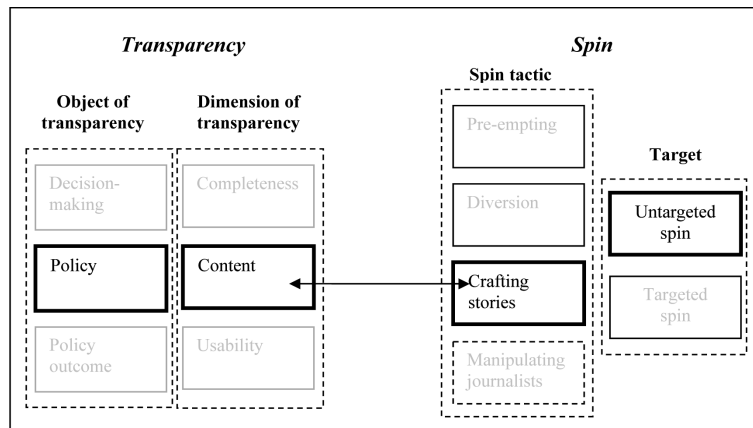 Transparency
Spin
Object of
transparency
Dimension of
transparency
Spin tactic
Target
Decision-
making
Completeness
Policy
Content
Policy
outcome
Usability
Pre-empting
Diversion
Crafting
stories
Manipulating
journalists
Untargeted
spin
Targeted
spin